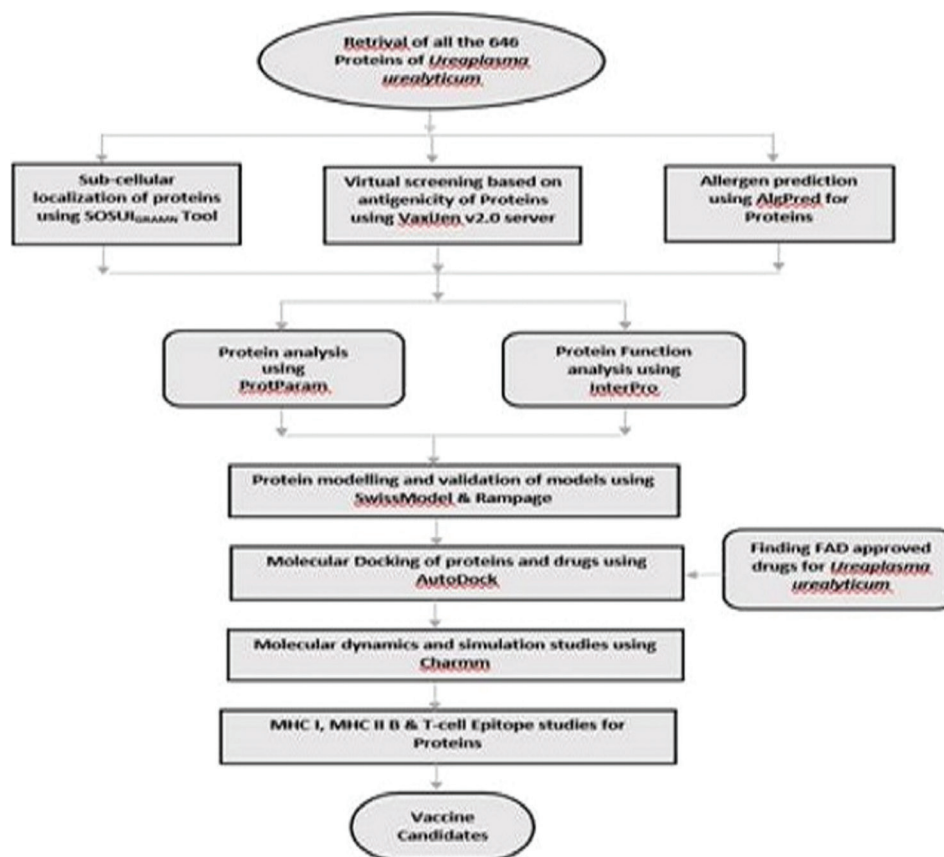 Retrival of all the 646
Proteins of Ureaplasma
urealyticum
Sub-cellular
localization of proteins
using SOSUIGRAMN Tool
Virtual screening based on
antigenicity of Proteins
using VaxiJen v2.0 server
Allergen prediction
using AlgPred for
Proteins
Protein analysis
using
ProtParam
Protein Function
analysis using
InterPro
Protein modelling and validation of models using
SwissModel & Rampage
Molecular Docking of proteins and drugs using
AutoDock
Finding FAD approved
drugs for Ureaplasma
urealyticum
Molecular dynamics and simulation studies using
Charmm
MHC I, MHC II B & T-cell Epitope studies for
Proteins
Vaccine
Candidates